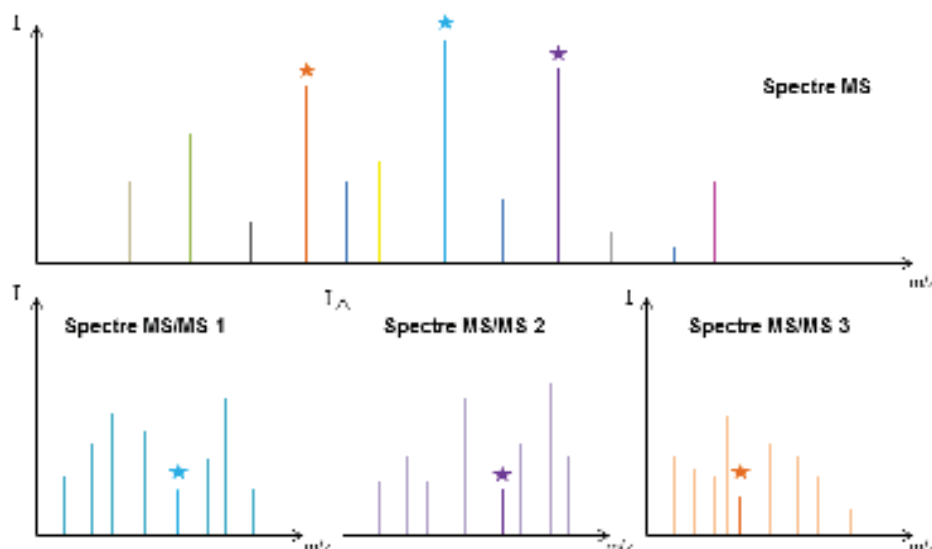 I
Spectre MS
m/z
I
Spectre MS/MS 1
m/z
I
Spectre MS/MS 2
m/z
I
Spectre MS/MS 3
m/z